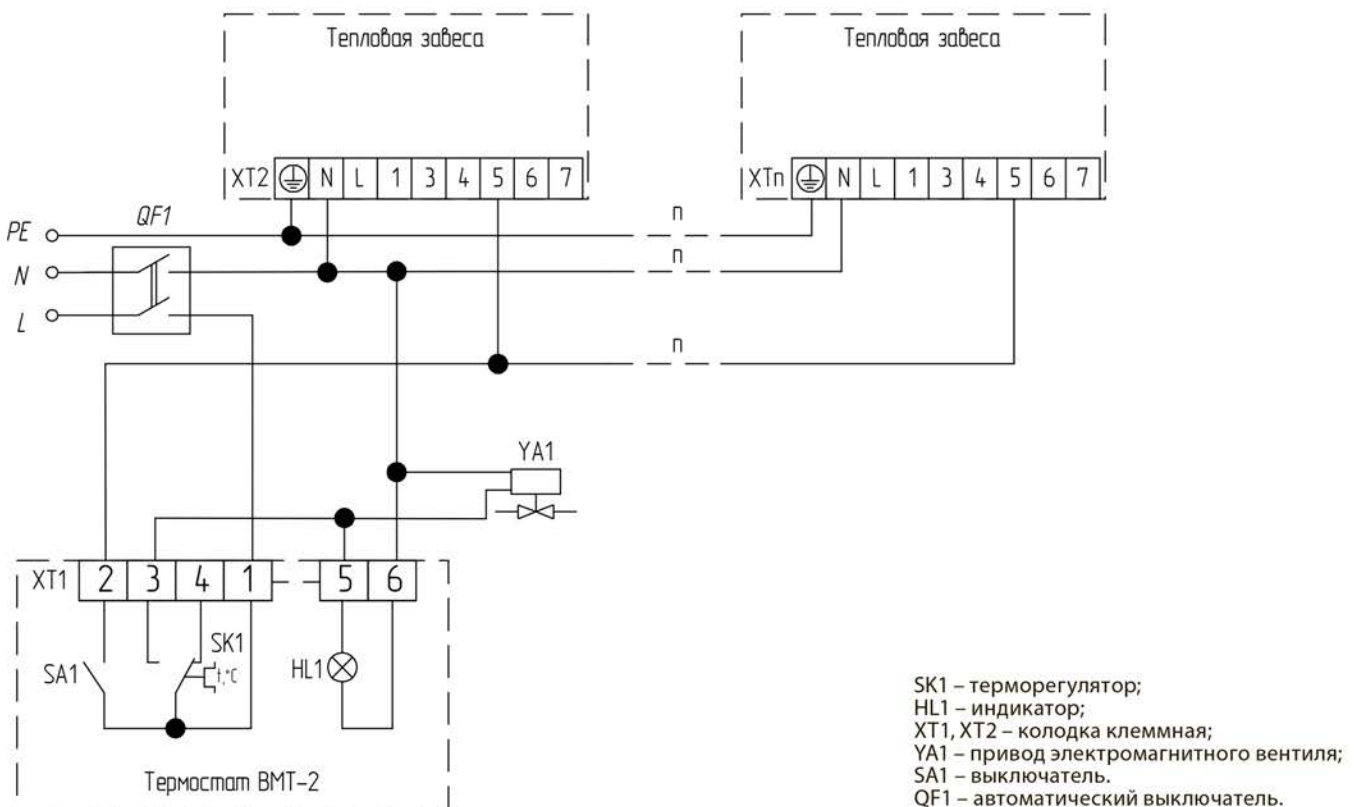 Тепловая завеса
Тепловая завеса
XT2 N L 1 3 4 5 6 7
XTn N L 1 3 4 5 6 7
QF1
PE
n
N
n
L
n
YA1
XT1 2 3 4 1 5 6
SK1
SA1
t,°C
HL1
Термостат ВМТ-2
SK1 – терморегулятор;
HL1 – индикатор;
XT1, XT2 – колодка клеммная;
YA1 – привод электромагнитного вентиля;
SA1 – выключатель.
QF1 – автоматический выключатель.